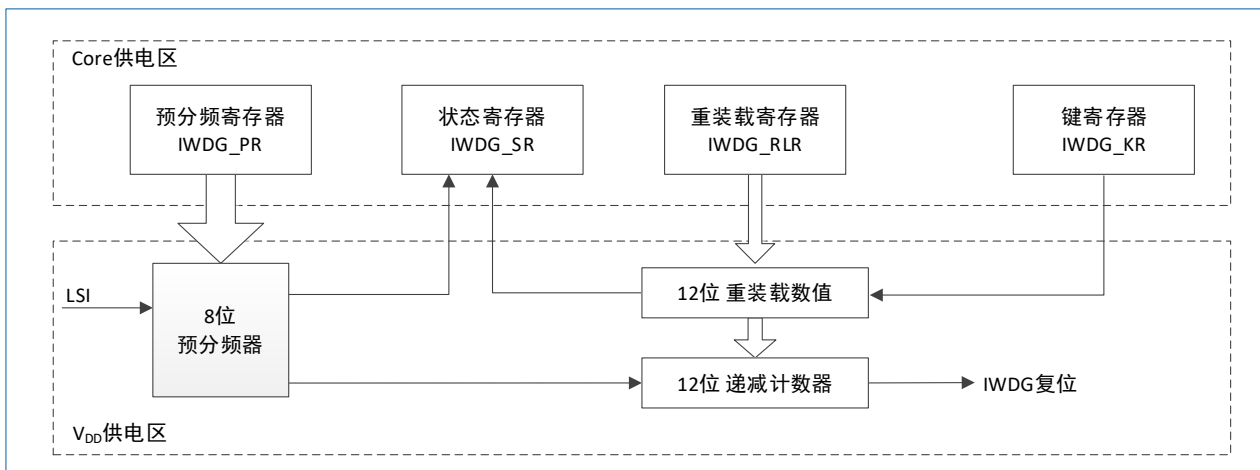 Core供电区
预分频寄存器
IWDG_PR
状态寄存器
IWDG_SR
重装载寄存器
IWDG_RLR
键寄存器
IWDG_KR
LSI
8位
预分频器
12位 重装载数值
12位 递减计数器
IWDG复位
VDD供电区